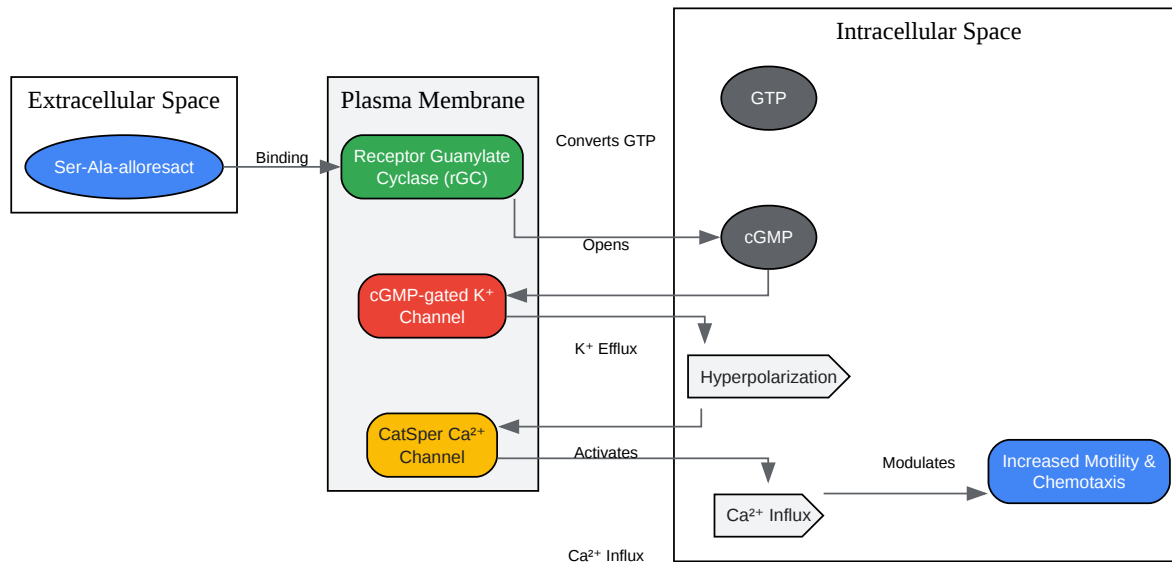 Intracellular Space
Extracellular Space
Plasma Membrane
GTP
Converts GTP
Ser-Ala-alloresact
Binding
Receptor Guanylate
Cyclase (rGC)
Opens
cGMP
cGMP-gated K⁺
Channel
K⁺ Efflux
Hyperpolarization
CatSper Ca²⁺
Channel
Activates
Modulates
Increased Motility &
Chemotaxis
Ca²⁺ Influx
Ca²⁺ Influx